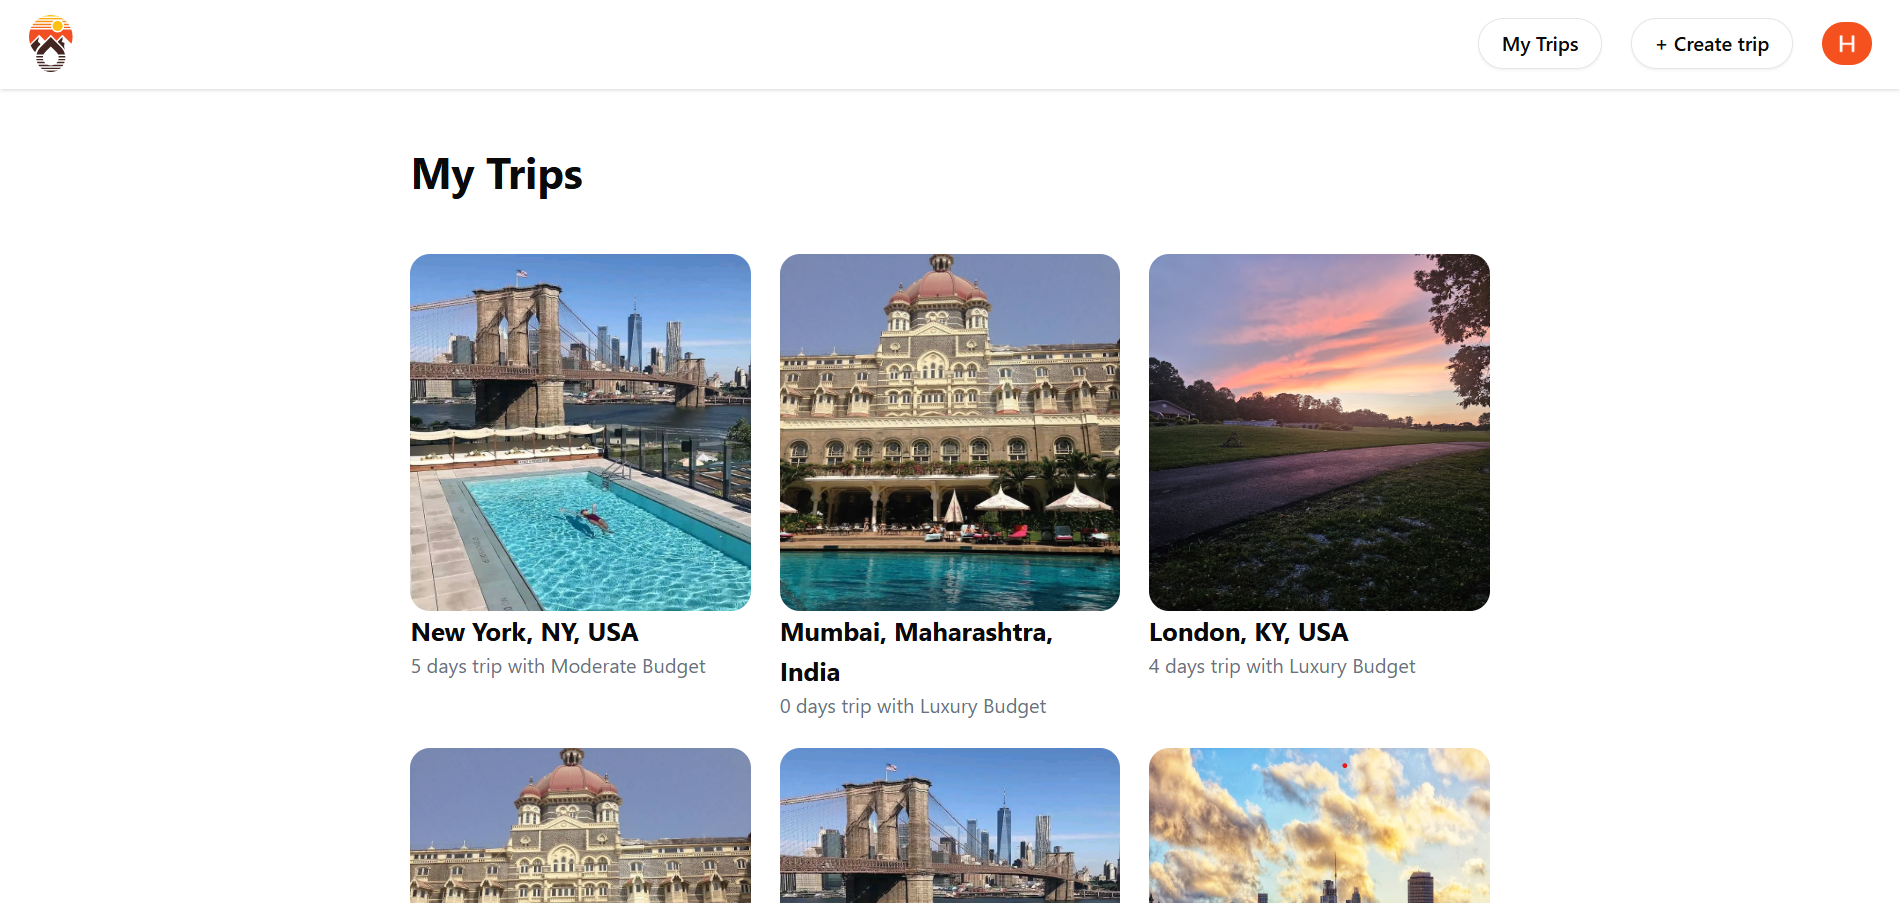 My Trips
+ Create trip
H
My Trips
New York, NY, USA
5 days trip with Moderate Budget
Mumbai, Maharashtra,
India
0 days trip with Luxury Budget
London, KY, USA
4 days trip with Luxury Budget